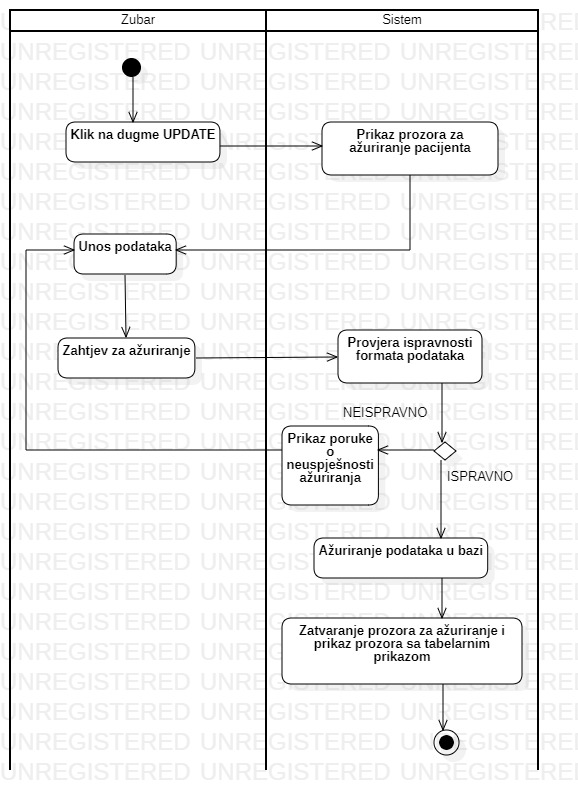 Zubar
Sistem
Klik na dugme UPDATE
Prikaz prozora za
ažuriranje pacijenta
Unos podataka
Zahtjev za ažuriranje
Provjera ispravnosti
formata podataka
NEISPRAVNO
Prikaz poruke
o
neuspješnosti
ažuriranja
ISPRAVNO
Ažuriranje podataka u bazi
Zatvaranje prozora za ažuriranje i
prikaz prozora sa tabelarnim
prikazom
UNREGISTERED